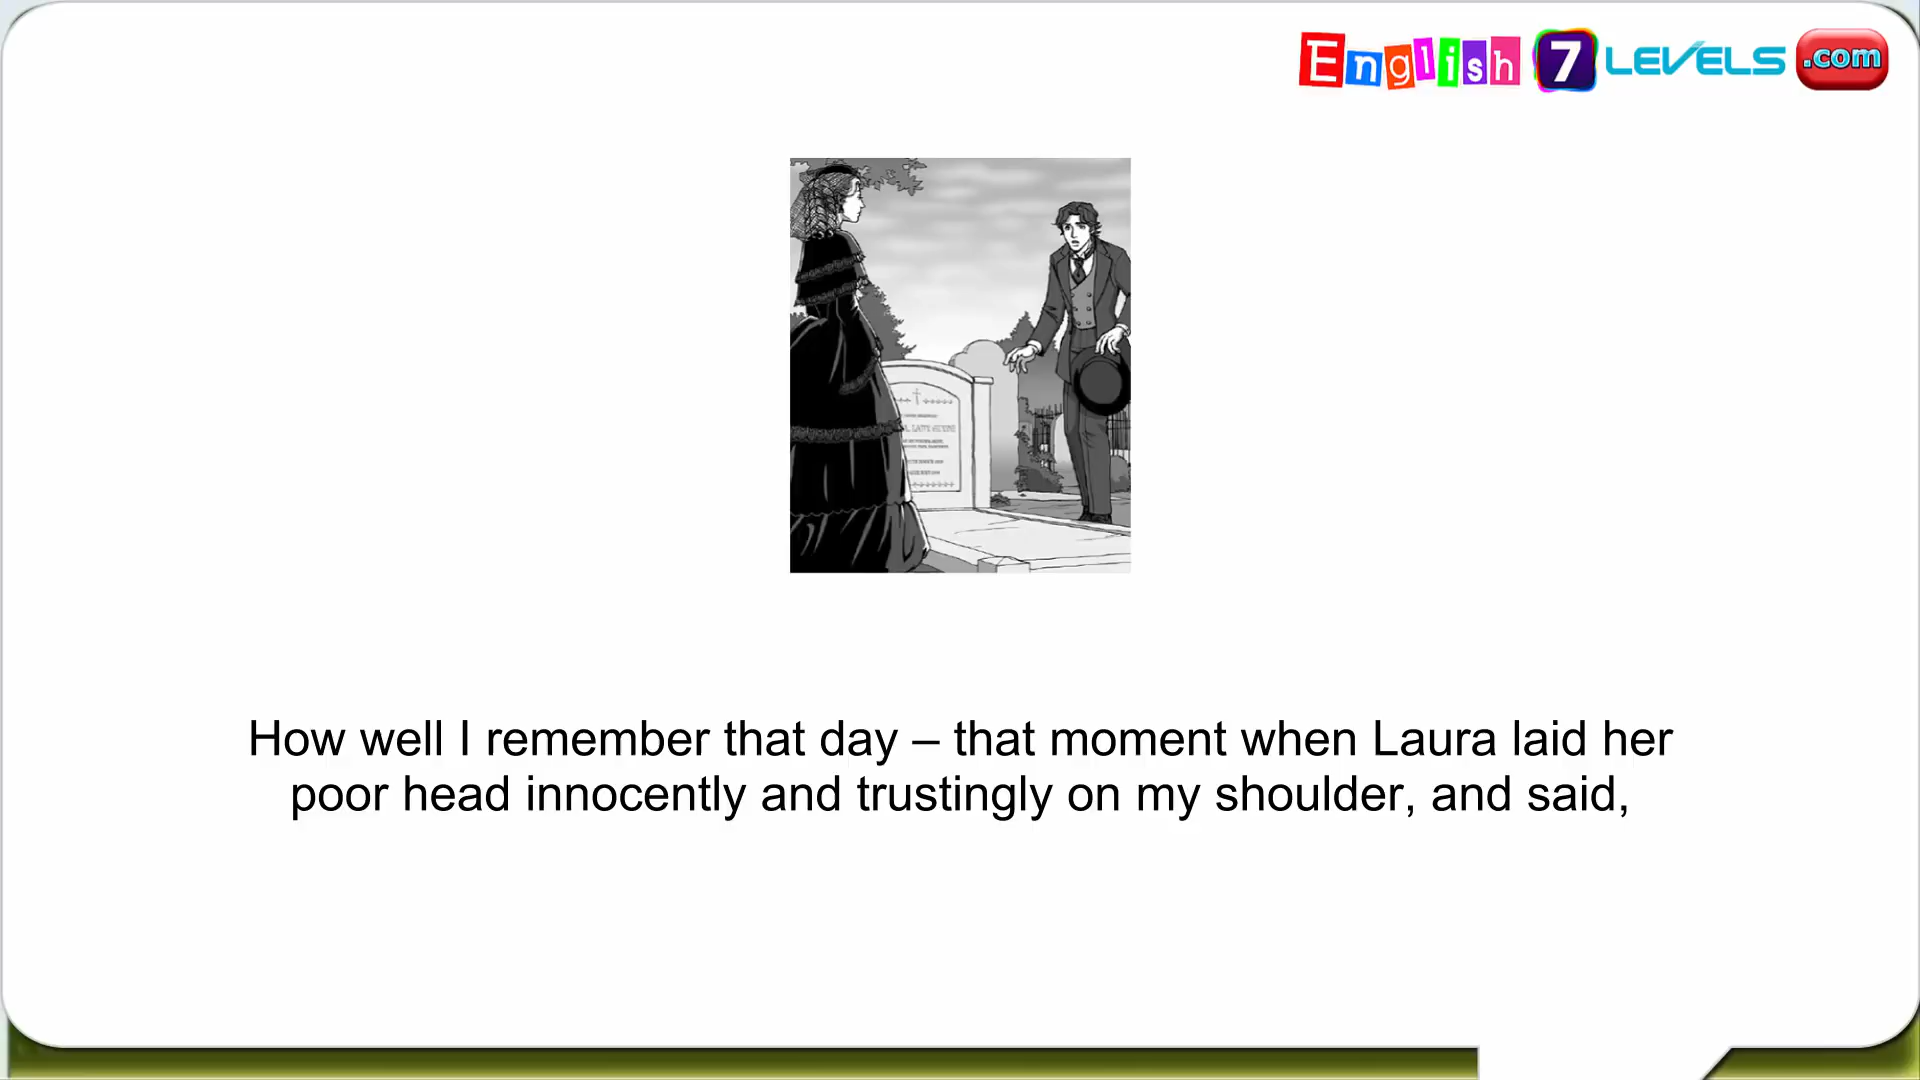 English 7 LEVELS .com
How well I remember that day – that moment when Laura laid her
poor head innocently and trustingly on my shoulder, and said,